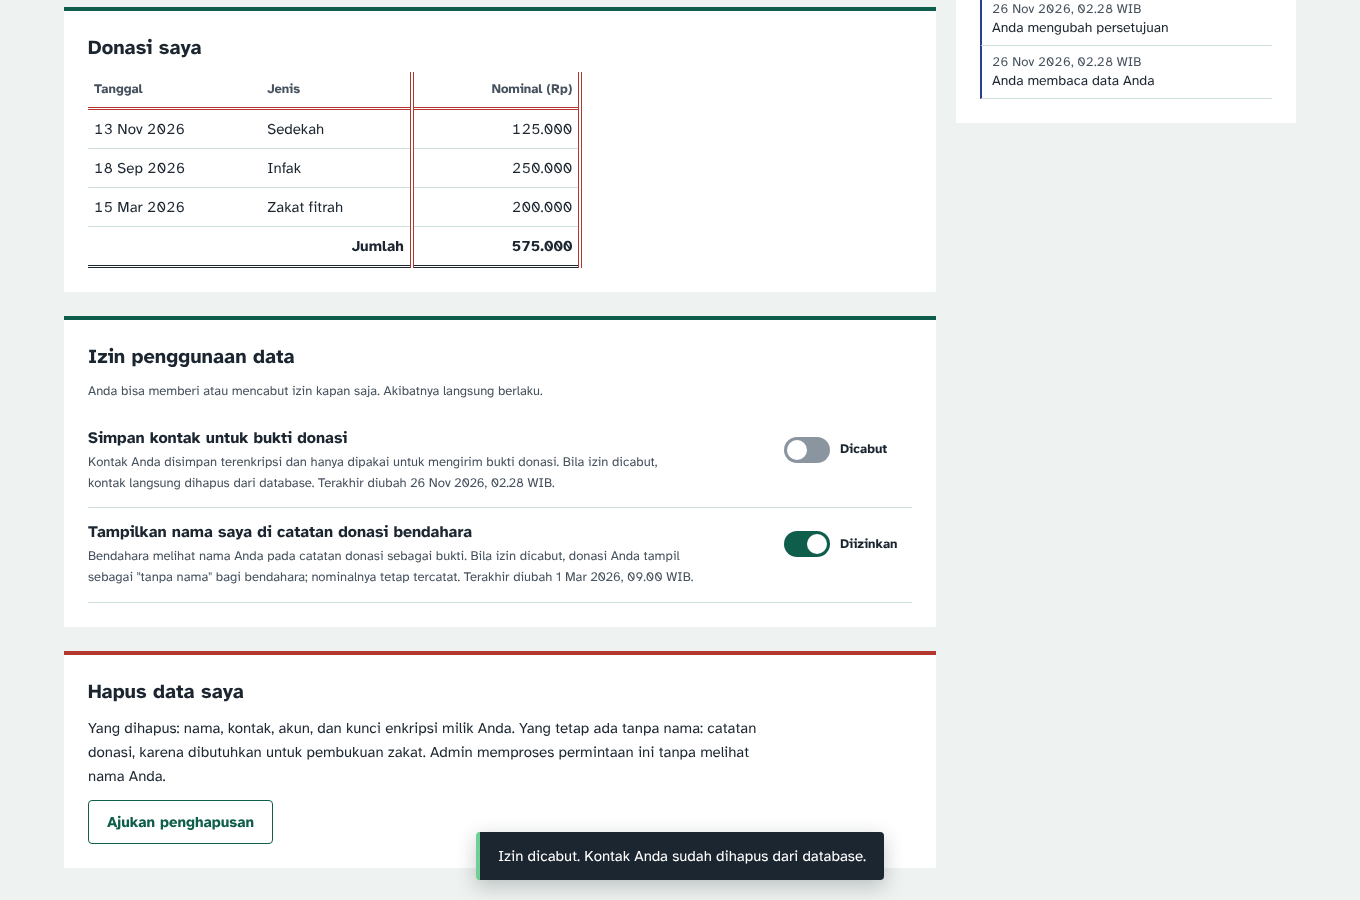 Donasi saya
Tanggal Jenis Nominal (Rp)
13 Nov 2026 Sedekah 125.000
18 Sep 2026 Infak 250.000
15 Mar 2026 Zakat fitrah 200.000
Jumlah 575.000
Izin penggunaan data
Anda bisa memberi atau mencabut izin kapan saja. Akibatnya langsung berlaku.
Simpan kontak untuk bukti donasi
Kontak Anda disimpan terenkripsi dan hanya dipakai untuk mengirim bukti donasi. Bila izin dicabut,
kontak langsung dihapus dari database. Terakhir diubah 26 Nov 2026, 02.28 WIB.
Dicabut
Tampilkan nama saya di catatan donasi bendahara
Bendahara melihat nama Anda pada catatan donasi sebagai bukti. Bila izin dicabut, donasi Anda tampil
sebagai "tanpa nama" bagi bendahara; nominalnya tetap tercatat. Terakhir diubah 1 Mar 2026, 09.00 WIB.
Diizinkan
Hapus data saya
Yang dihapus: nama, kontak, akun, dan kunci enkripsi milik Anda. Yang tetap ada tanpa nama: catatan
donasi, karena dibutuhkan untuk pembukuan zakat. Admin memproses permintaan ini tanpa melihat
nama Anda.
Ajukan penghapusan
Izin dicabut. Kontak Anda sudah dihapus dari database.
26 Nov 2026, 02.28 WIB
Anda mengubah persetujuan
26 Nov 2026, 02.28 WIB
Anda membaca data Anda